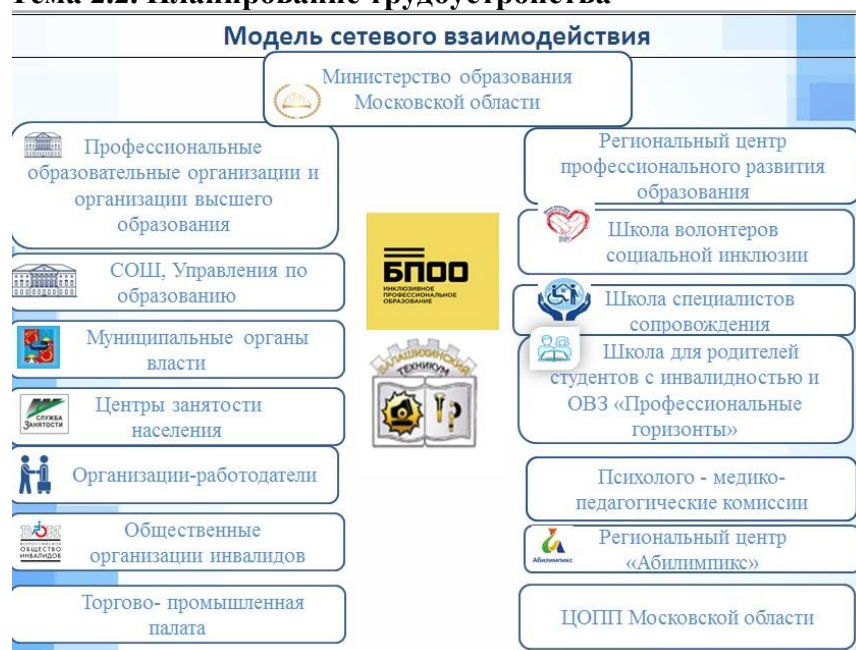 Тема 2.2. Планирование трудоустройства
Модель сетевого взаимодействия
Министерство образования
Московской области
Профессиональные
образовательные организации и
организации высшего
образования
СОШ, Управления по
образованию
Муниципальные органы
власти
СЛУЖБА
ЗАНЯТОСТИ
Центры занятости
населения
Организации-работодатели
ВСЕРОССИЙСКОЕ
ОБЩЕСТВО
ИНВАЛИДОВ
Общественные
организации инвалидов
Торгово- промышленная
палата
БПОО
ИНКЛЮЗИВНОЕ
ПРОФЕССИОНАЛЬНОЕ
ОБРАЗОВАНИЕ
БАЛАШИХИНСКИЙ
ТЕХНИКУМ
Региональный центр
профессионального развития
образования
Школа волонтеров
социальной инклюзии
Школа специалистов
сопровождения
Школа для родителей
студентов с инвалидностью и
ОВЗ «Профессиональные
горизонты»
Психолого - медико-
педагогические комиссии
Абилимпикс
Региональный центр
«Абилимпикс»
ЦОПП Московской области